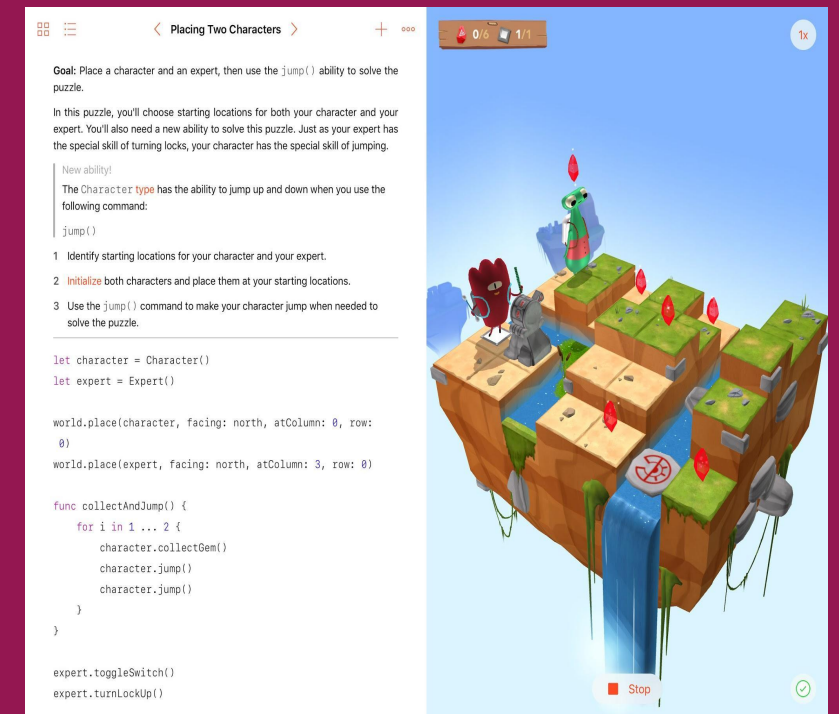 Placing Two Characters
Goal: Place a character and an expert, then use the jump() ability to solve the
puzzle.
In this puzzle, you'll choose starting locations for both your character and your
expert. You'll also need a new ability to solve this puzzle. Just as your expert has
the special skill of turning locks, your character has the special skill of jumping.
New ability!
The Character type has the ability to jump up and down when you use the
following command:
jump()
1 Identify starting locations for your character and your expert.
2 Initialize both characters and place them at your starting locations.
3 Use the jump() command to make your character jump when needed to
solve the puzzle.
let character = Character()
let expert = Expert()
world.place(character, facing: north, atColumn: 0, row:
0)
world.place(expert, facing: north, atColumn: 3, row: 0)
func collectAndJump() {
for i in 1 ... 2 {
character.collectGem()
character.jump()
character.jump()
}
}
expert.toggleSwitch()
expert.turnLockUp()
0/6 1/1
1x
Stop